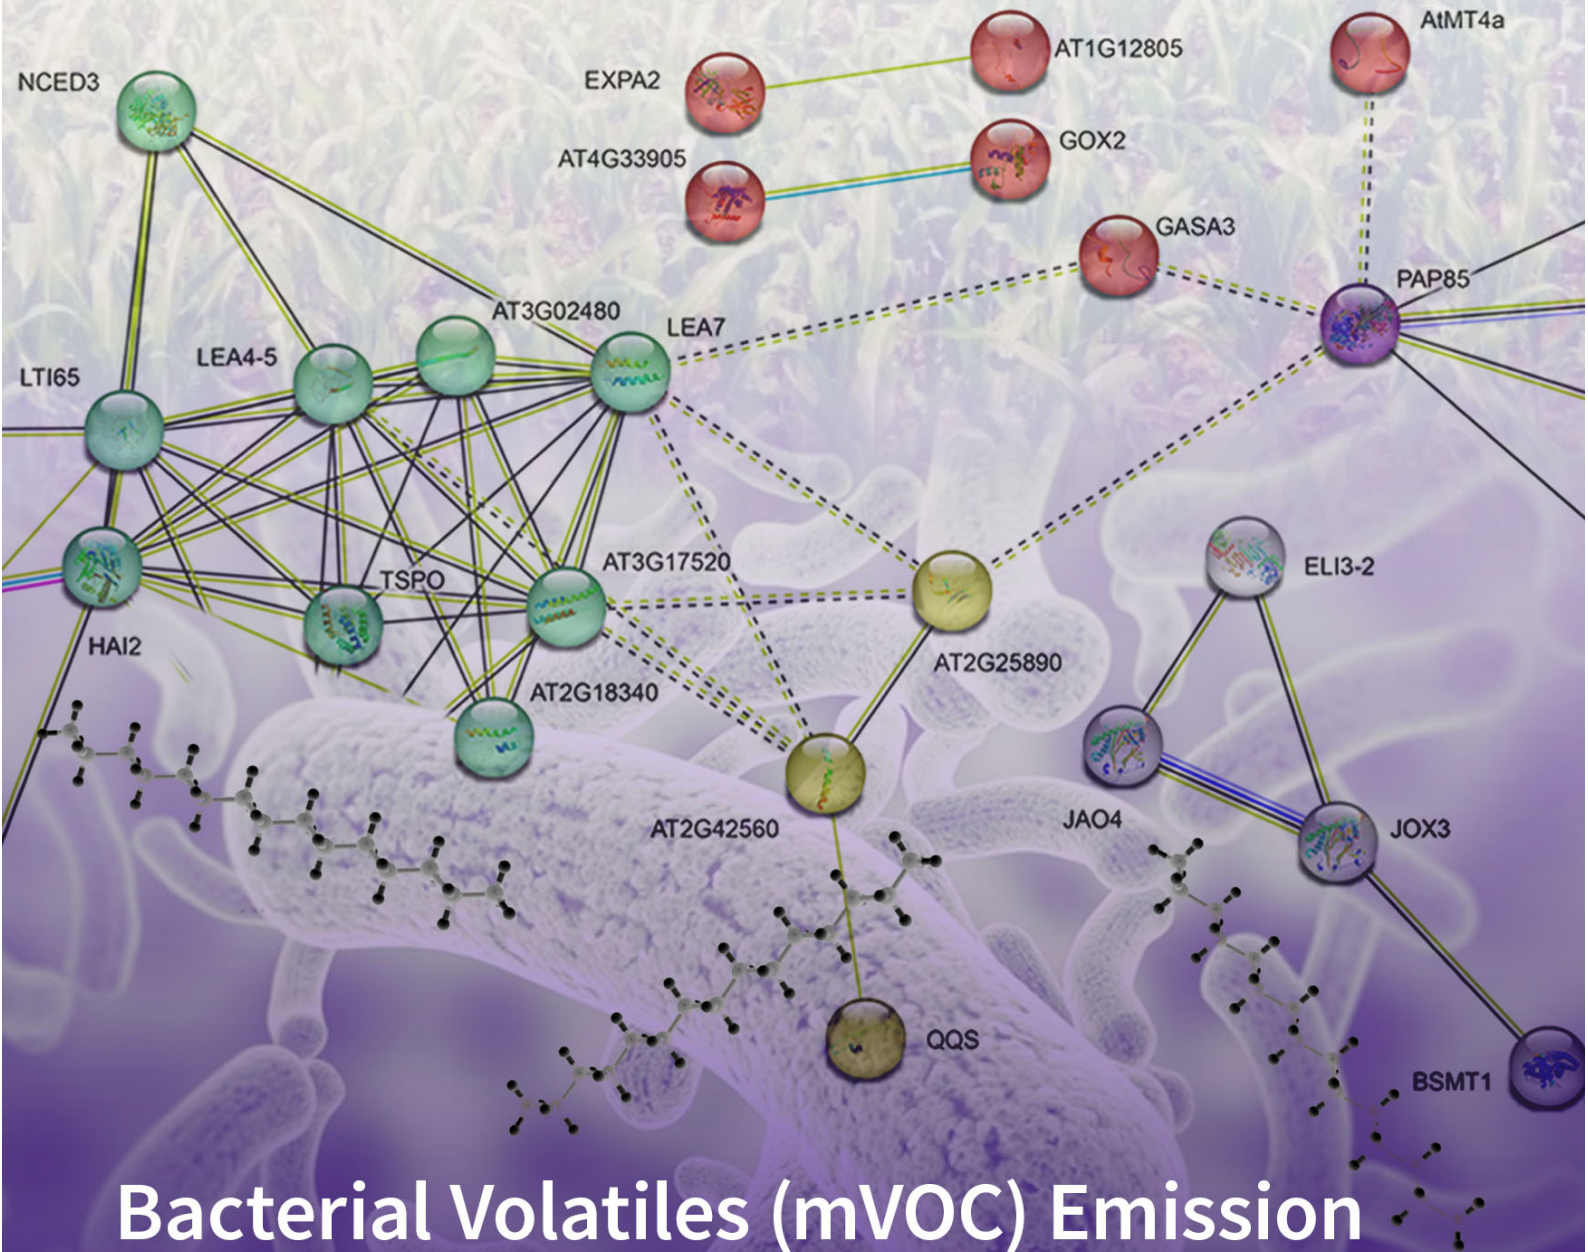 AtMT4a
AT1G12805
EXPA2
NCED3
GOX2
AT4G33905
GASA3
PAP85
AT3G02480
LEA7
LEA4-5
LTI65
AT3G17520
ELI3-2
TSPO
HAI2
AT2G25890
AT2G18340
JAO4
AT2G42560
JOX3
QQS
BSMT1
Bacterial Volatiles (mVOC) Emission